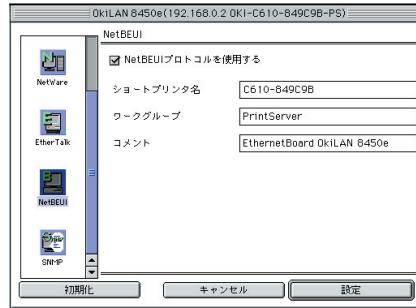 OkiLAN 8450e(192.168.0.2 OKI-C610-849C9B-PS)
NetWare
EtherTalk
NetBEUI
SNMP
NetBEUI
NetBEUIプロトコルを使用する
ショートプリンタ名 C610-849C9B
ワークグループ PrintServer
コメント EthernetBoard OkiLAN 8450e
初期化 キャンセル 設定